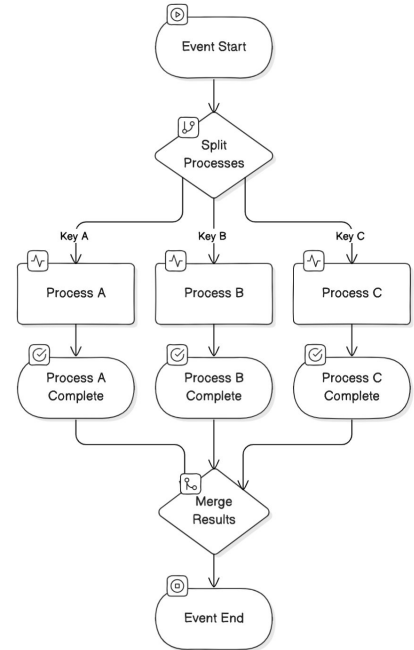 Event Start
Split
Processes
Key A
Key B
Key C
Process A
Process B
Process C
Process A
Complete
Process B
Complete
Process C
Complete
Merge
Results
Event End